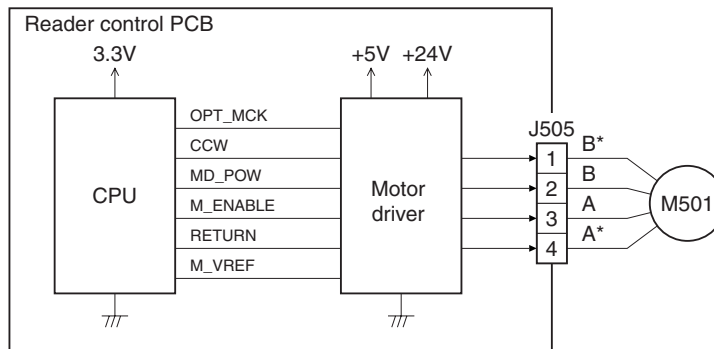 Reader control PCB
3.3V
+5V +24V
OPT_MCK
J505
CCW
1
B*
MD_POW
2
B
CPU
Motor
driver
M501
M_ENABLE
3
A
RETURN
4
A*
M_VREF